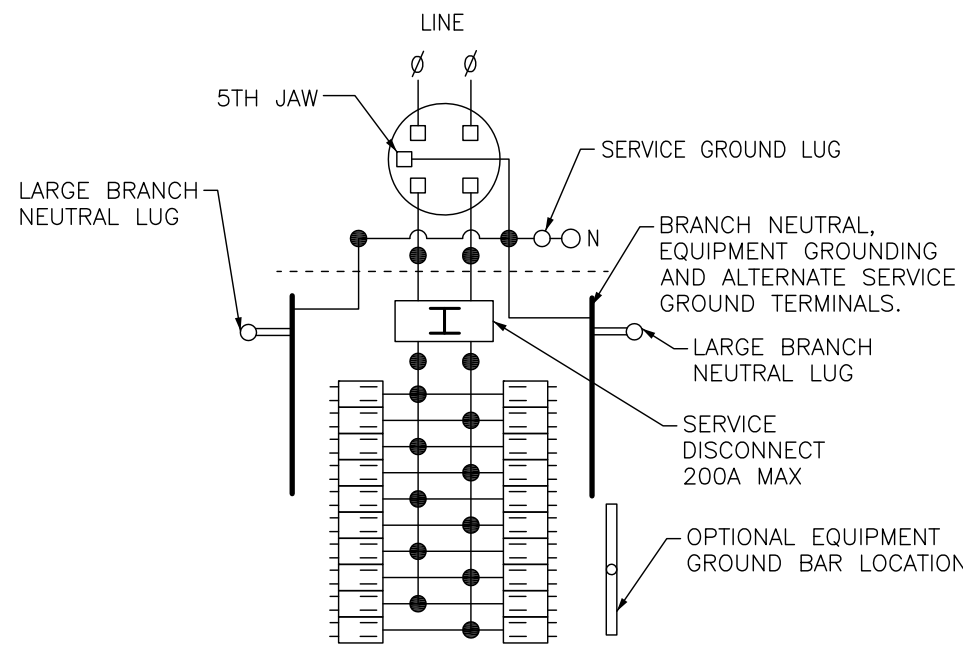 LINE
Ø Ø
5TH JAW
SERVICE GROUND LUG
LARGE BRANCH
NEUTRAL LUG
N
BRANCH NEUTRAL,
EQUIPMENT GROUNDING
AND ALTERNATE SERVICE
GROUND TERMINALS.
LARGE BRANCH
NEUTRAL LUG
SERVICE
DISCONNECT
200A MAX
OPTIONAL EQUIPMENT
GROUND BAR LOCATION